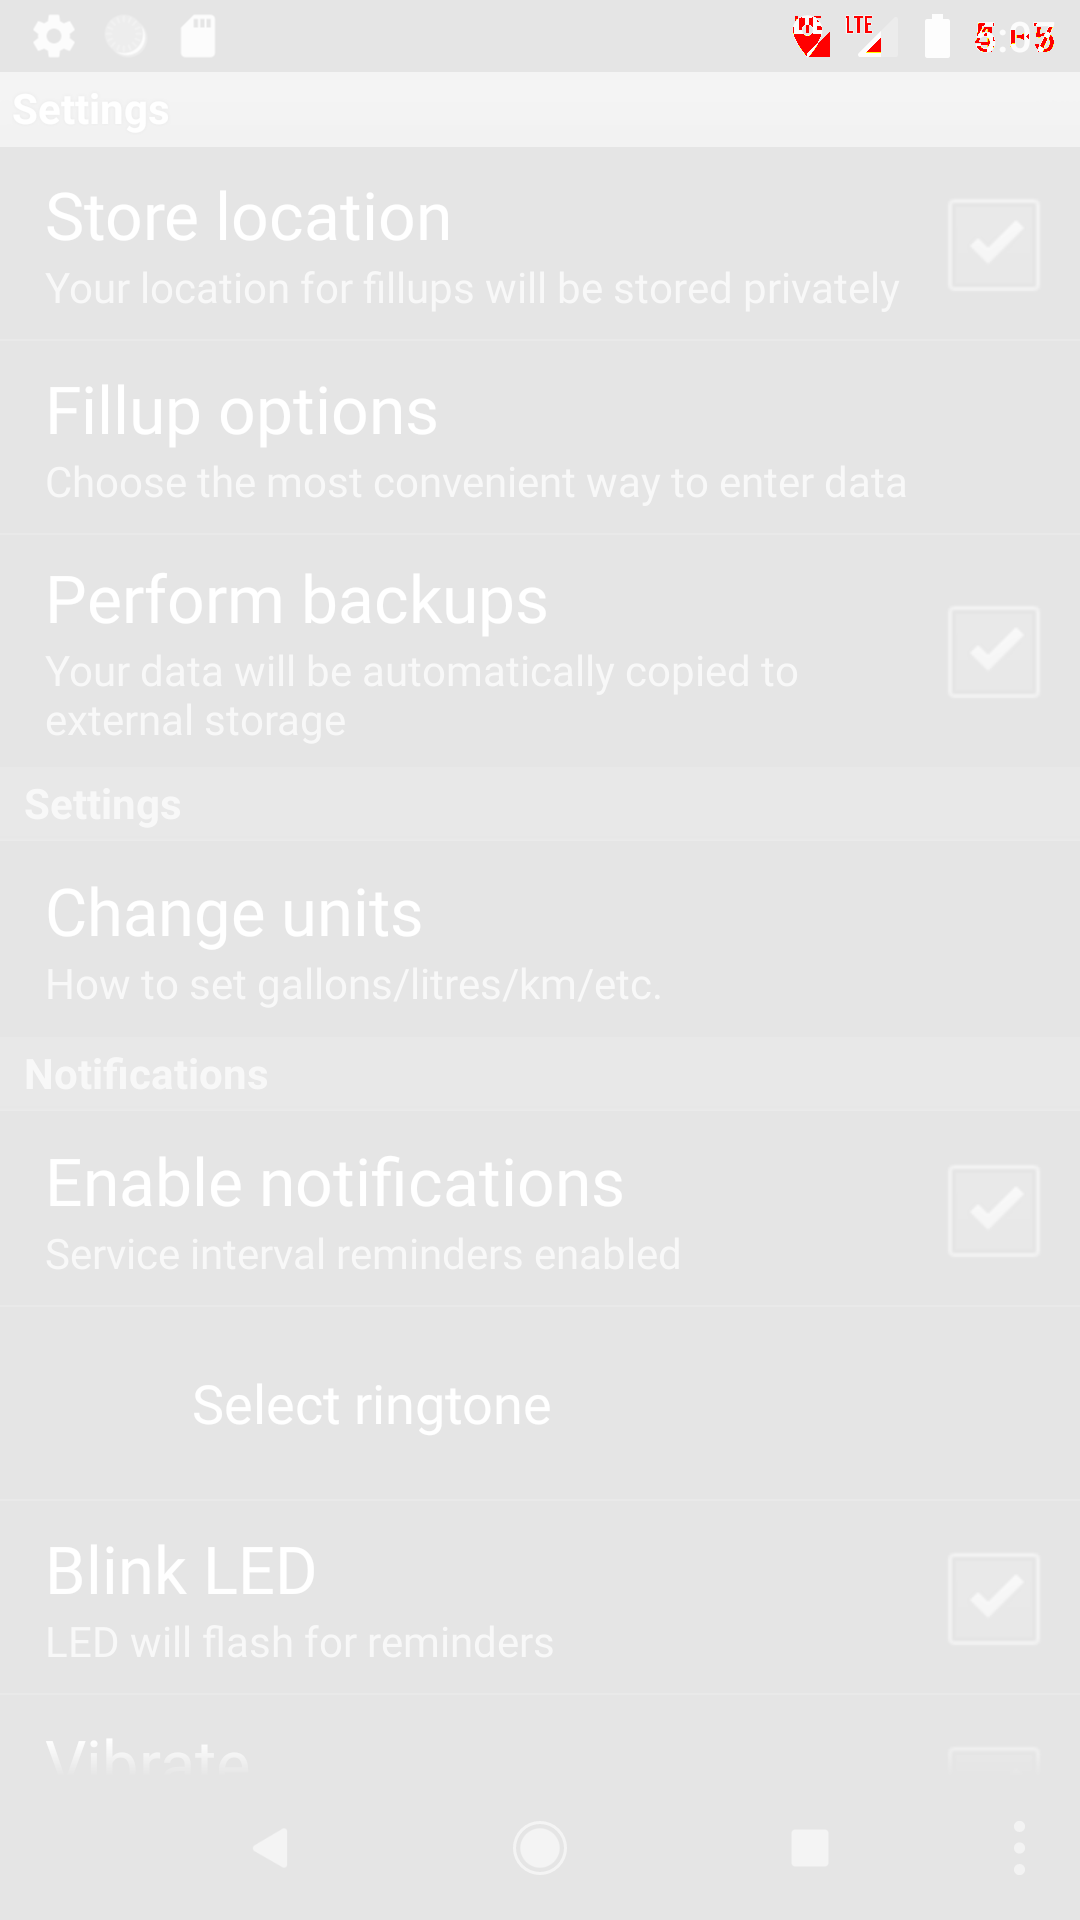 LTE
Settings
Store location
Your location for fillups will be stored privately
Fillup options
Choose the most convenient way to enter data
Perform backups
Your data will be automatically copied to
external storage
Settings
Change units
How to set gallons/litres/km/etc.
Notifications
Enable notifications
Service interval reminders enabled
Select ringtone
Blink LED
LED will flash for reminders
Vibrate